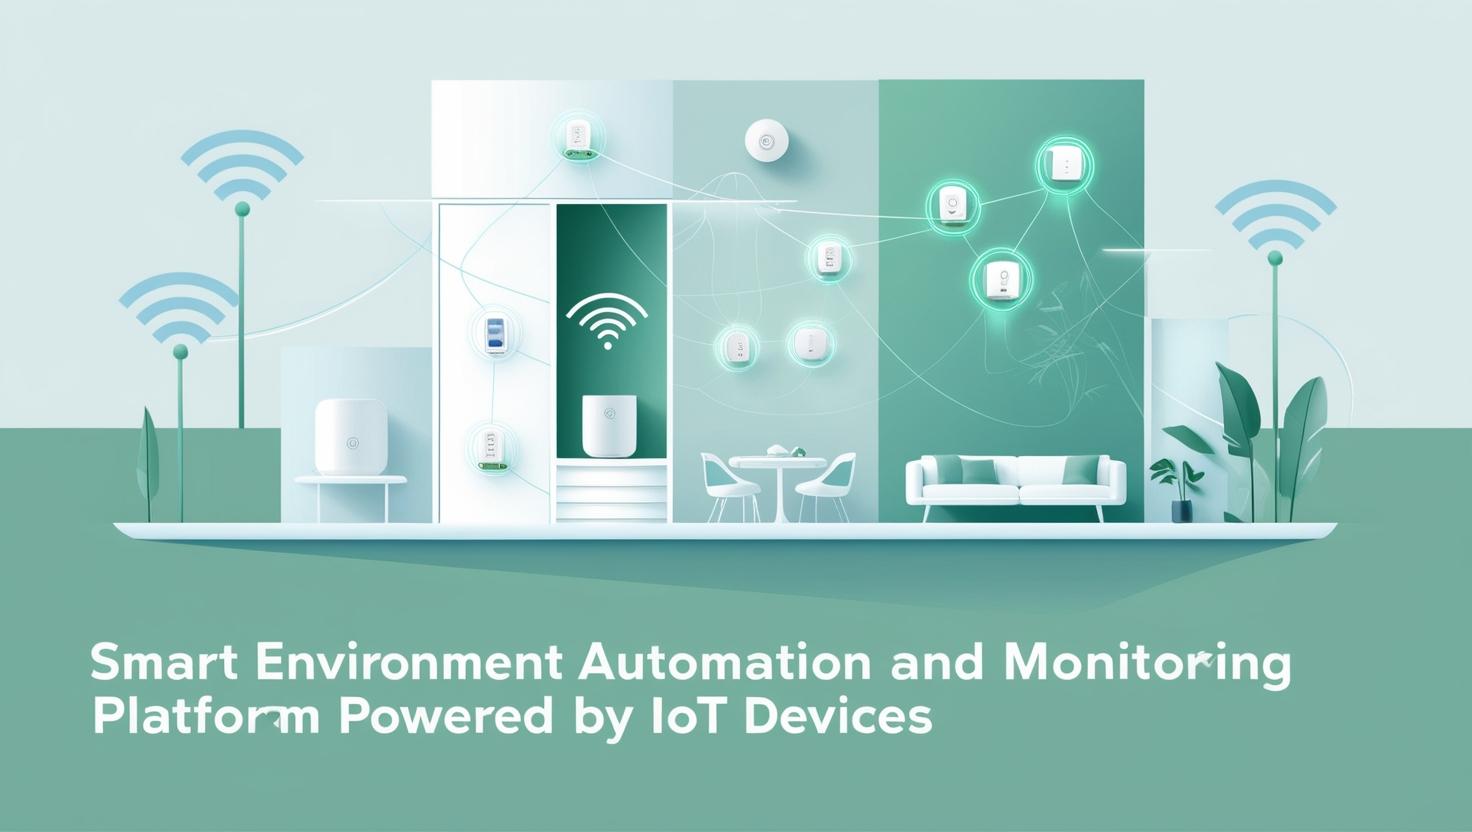 Smart Environment Automation and Monitoring
Platform Powered by IoT Devices